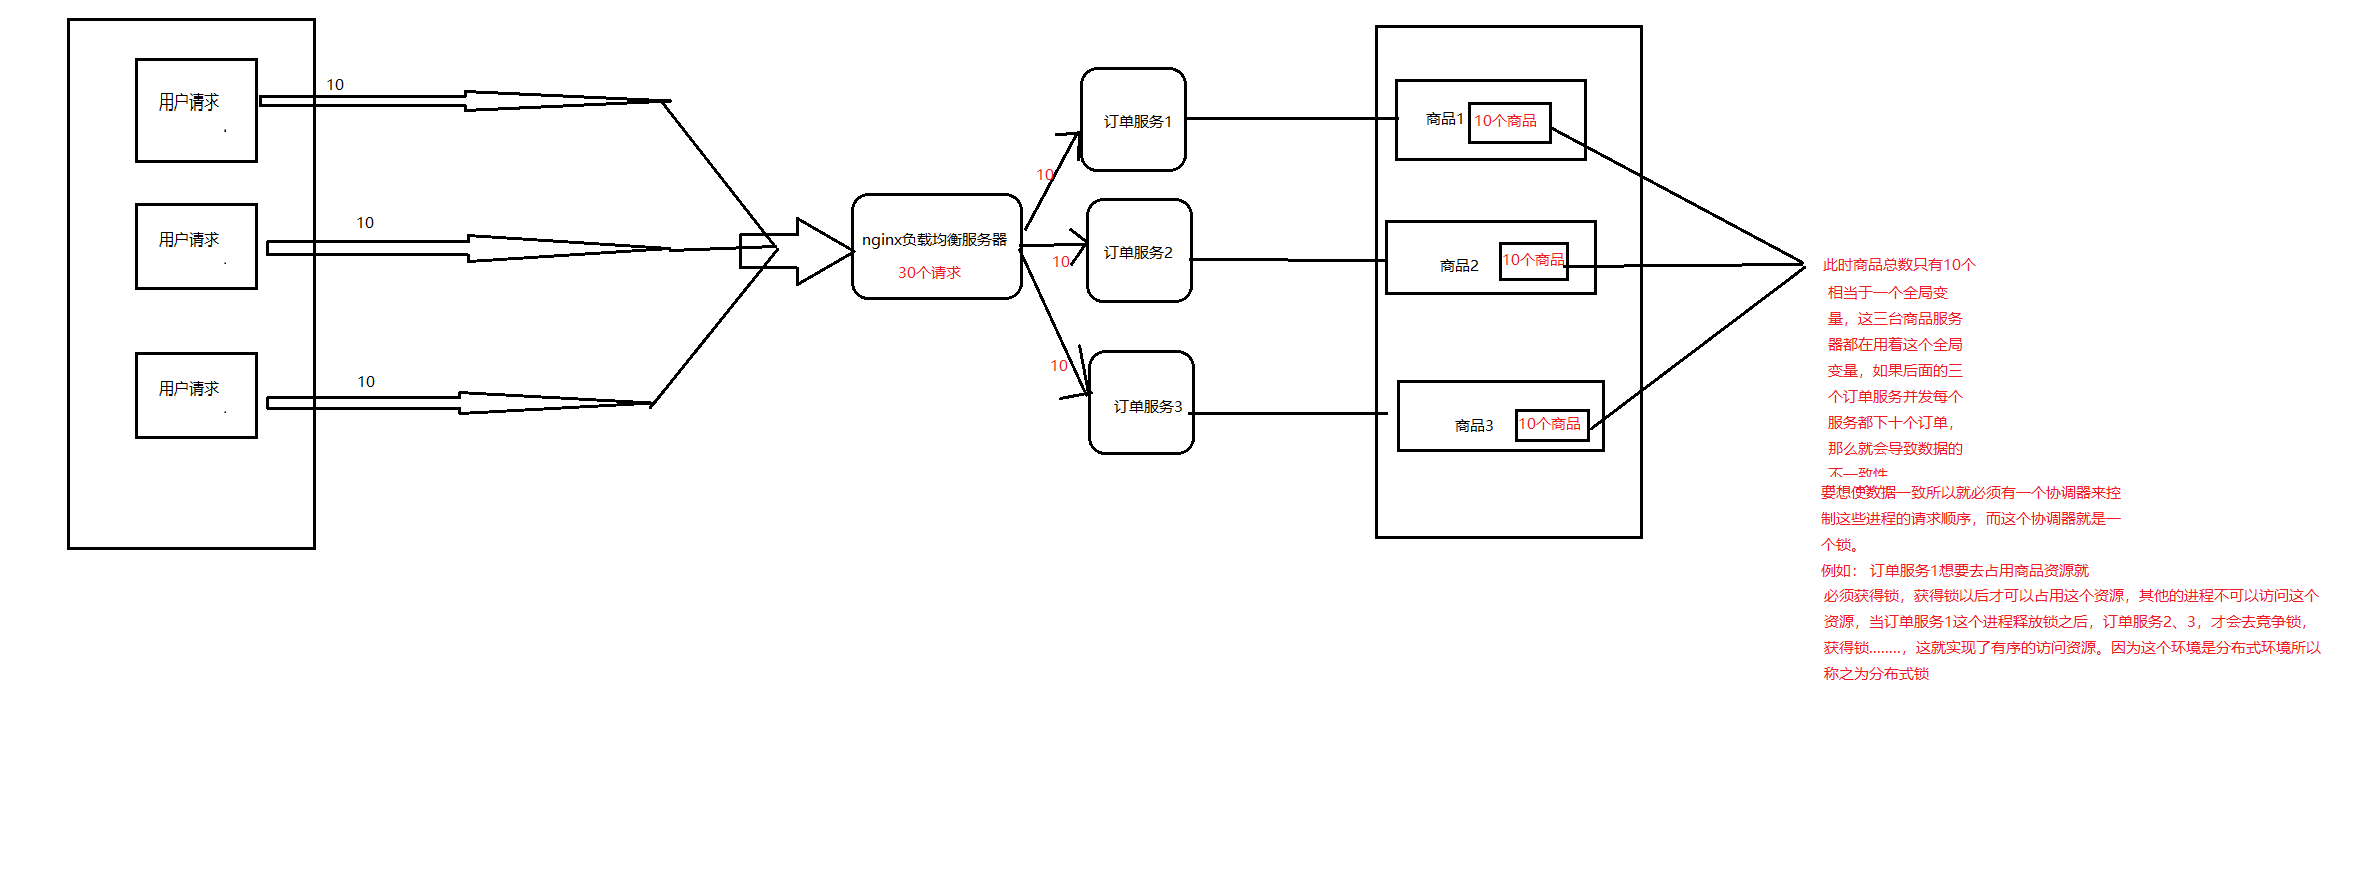 用户请求
10
用户请求
10
用户请求
10
nginx负载均衡服务器
30个请求
10
10
10
订单服务1
订单服务2
订单服务3
商品1
10个商品
商品2
10个商品
商品3
10个商品
此时商品总数只有10个
相当于一个全局变
量，这三台商品服务
器都在用着这个全局
变量，如果后面的三
个订单服务并发每个
服务都下十个订单，
那么就会导致数据的
不一致性
要想使数据一致所以就必须有一个协调器来控
制这些进程的请求顺序，而这个协调器就是一
个锁。
例如： 订单服务1想要去占用商品资源就
必须获得锁，获得锁以后才可以占用这个资源，其他的进程不可以访问这个
资源，当订单服务1这个进程释放锁之后，订单服务2、3，才会去竞争锁，
获得锁........，这就实现了有序的访问资源。因为这个环境是分布式环境所以
称之为分布式锁